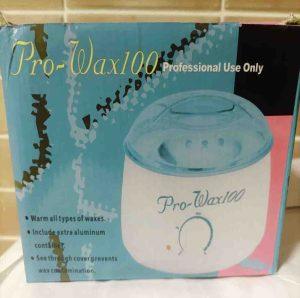 Pro-Wax100 Professional Use Only
Pro-Wax100
• Warm all types of waxes.
• Include extra aluminum
container.
• See through cover prevents
wax contamination.